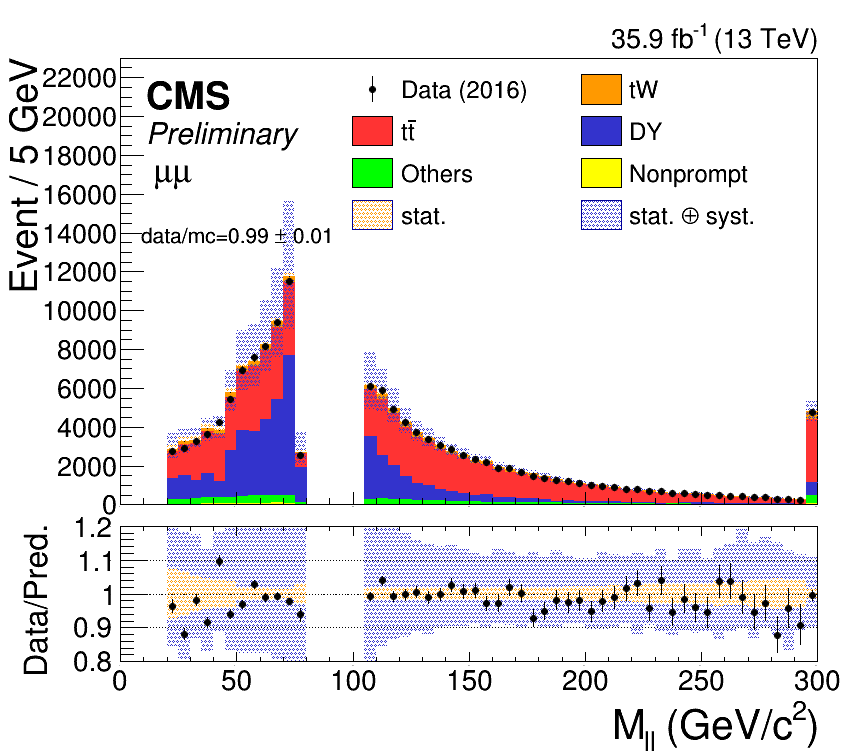 35.9 fb⁻¹ (13 TeV)
CMS
Preliminary
μμ
data/mc=0.99 ± 0.01
Data (2016)
tW
tt̄
DY
Others
Nonprompt
stat.
stat. ⊕ syst.
Event / 5 GeV
22000
20000
18000
16000
14000
12000
10000
8000
6000
4000
2000
0
Data/Pred.
1.2
1.1
1
0.9
0.8
0 50 100 150 200 250 300
M_ll (GeV/c²)